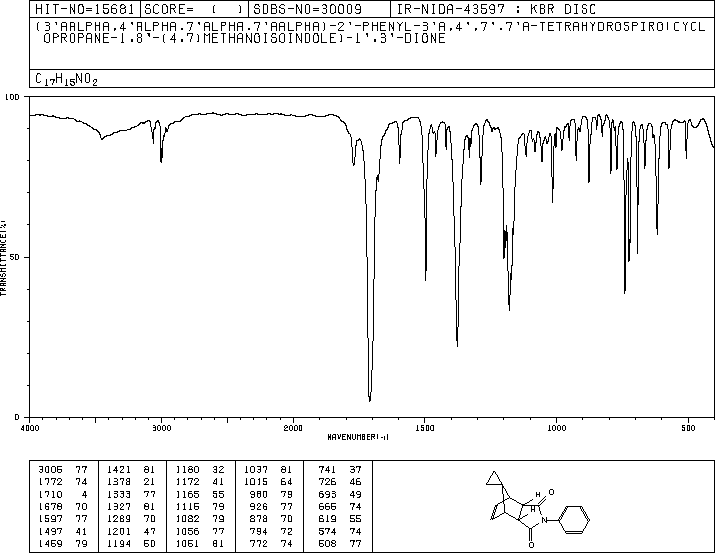 HIT-NO=15681 SCORE= ( ) SDBS-NO=30009 IR-NIDA-43597 : KBR DISC
(3'AALPHA,4'ALPHA,7'ALPHA,7'AALPHA)-2'-PHENYL-3'A,4',7',7'A-TETRAHYDROSPIRO(CYCL
OPROPANE-1,8'-(4,7)METHANOISOINDOLE)-1',3'-DIONE
C17H15NO2
100
50
0
TRANSMITTANCE(%)
4000 3000 2000 1500 1000 500
WAVENUMBER(-1)
3005 77 1421 81 1180 32 1037 81 741 37
1772 74 1378 21 1172 41 1015 64 726 46
1710 4 1333 77 1165 55 980 79 693 49
1678 70 1327 81 1115 79 926 77 665 74
1597 77 1289 70 1082 79 878 70 619 55
1497 41 1201 47 1056 77 794 72 574 74
1459 79 1194 50 1051 81 772 74 508 77
H O
H
N
O